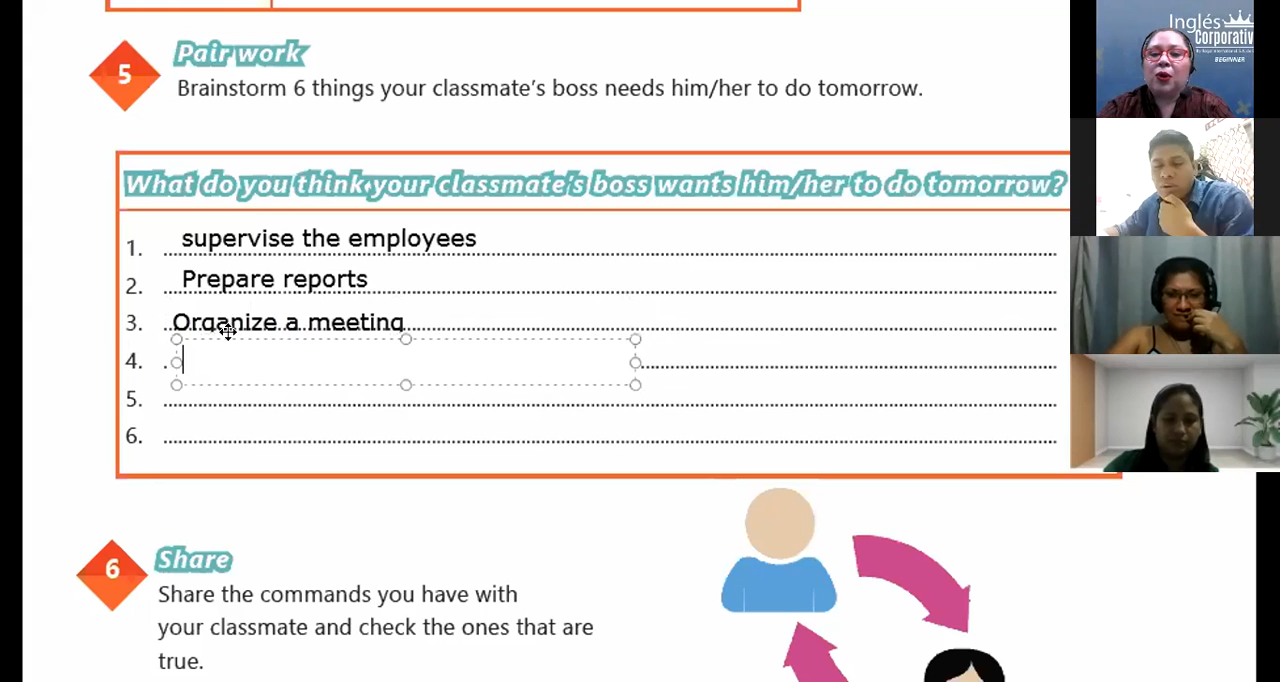 Inglés
Corporativ
BEGINNER
5
Pair work
Brainstorm 6 things your classmate's boss needs him/her to do tomorrow.
What do you think your classmate's boss wants him/her to do tomorrow?
1. supervise the employees
2. Prepare reports
3. Organize a meeting
4.
5.
6.
6
Share
Share the commands you have with
your classmate and check the ones that are
true.